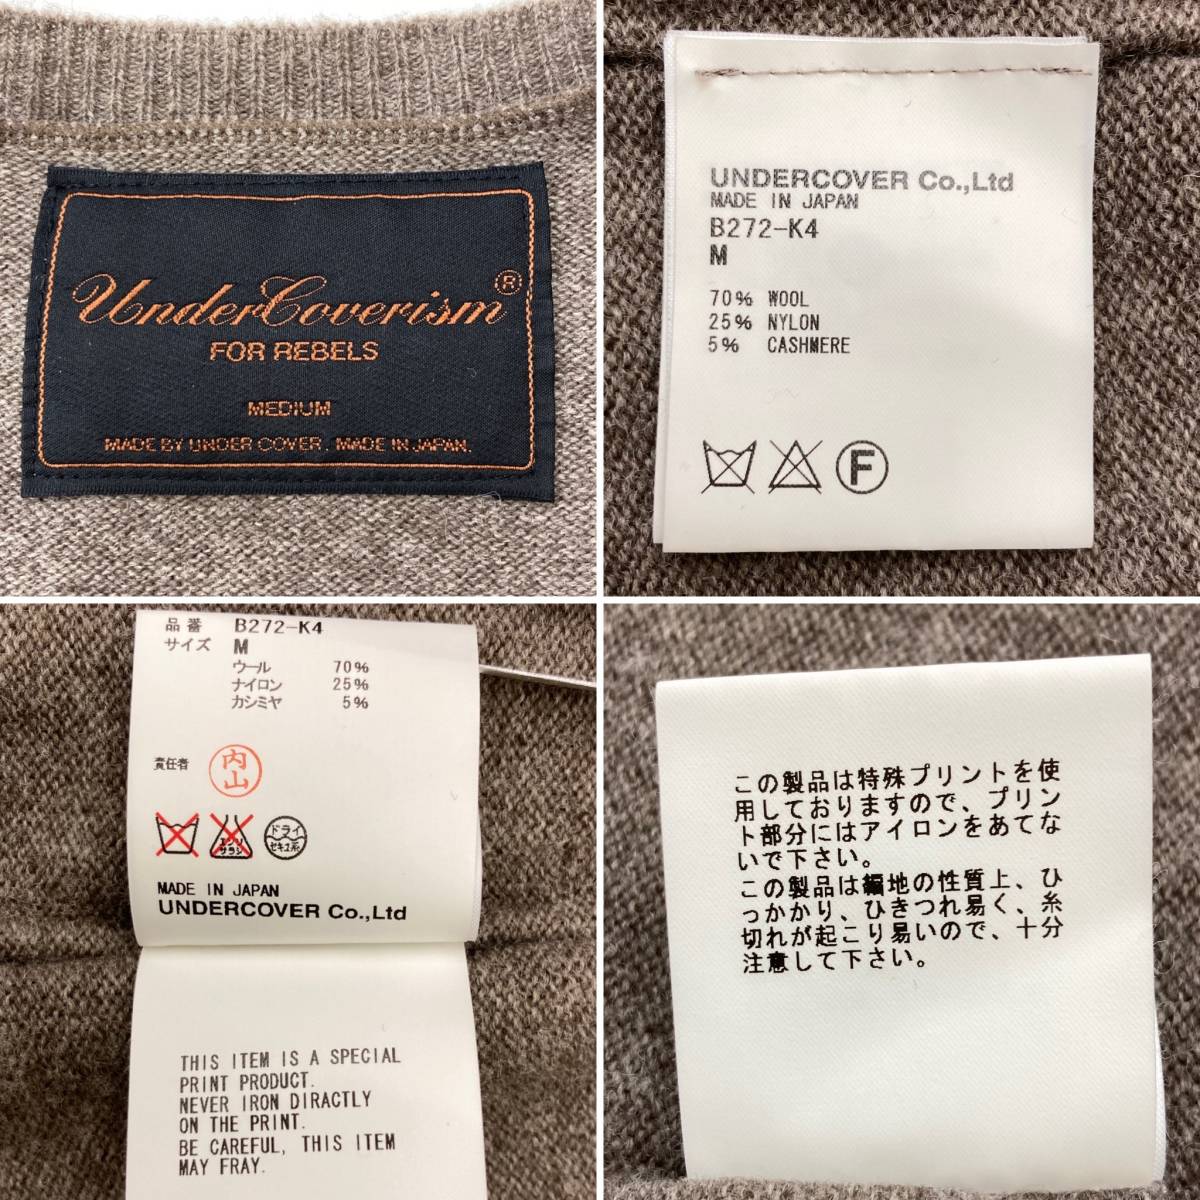 UnderCoverism®
FOR REBELS
MEDIUM
MADE BY UNDER COVER. MADE IN JAPAN.
UNDERCOVER Co.,Ltd
MADE IN JAPAN
B272-K4
M
70% WOOL
25% NYLON
5% CASHMERE
F
品番 B272-K4
サイズ M
ウール 70%
ナイロン 25%
カシミヤ 5%
責任者 内山
エンソサラシ
ドライ
セキユ系
MADE IN JAPAN
UNDERCOVER Co.,Ltd
THIS ITEM IS A SPECIAL
PRINT PRODUCT.
NEVER IRON DIRACTLY
ON THE PRINT.
BE CAREFUL, THIS ITEM
MAY FRAY.
この製品は特殊プリントを使
用しておりますので、プリン
ト部分にはアイロンをあてな
いで下さい。
この製品は編地の性質上、ひ
っかかり、ひきつれ易く、糸
切れが起こり易いので、十分
注意して下さい。